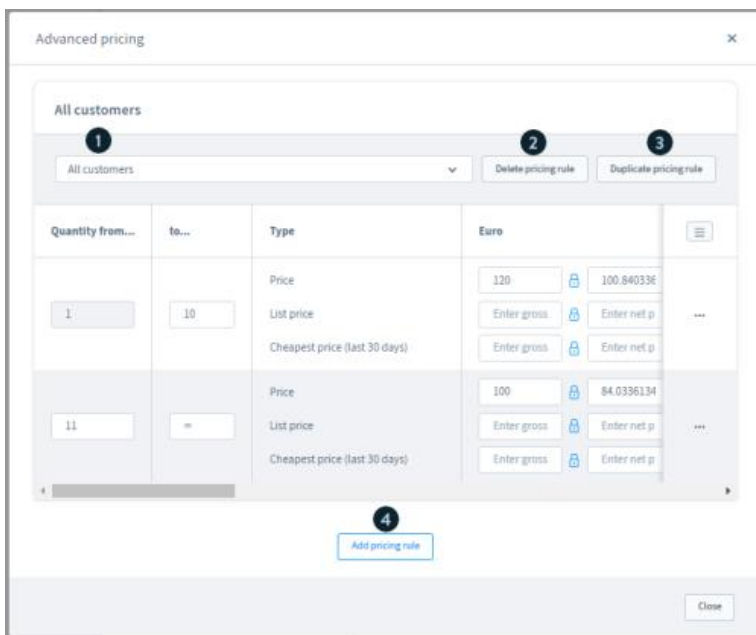 Advanced pricing ×
All customers
1 2 3
All customers Delete pricing rule Duplicate pricing rule
Quantity from... to... Type Euro
Price 120 100.840336
1 10 List price Enter gross Enter net p ...
Cheapest price (last 30 days) Enter gross Enter net p
Price 100 84.0336134
11 ∞ List price Enter gross Enter net p ...
Cheapest price (last 30 days) Enter gross Enter net p
4
Add pricing rule
Close